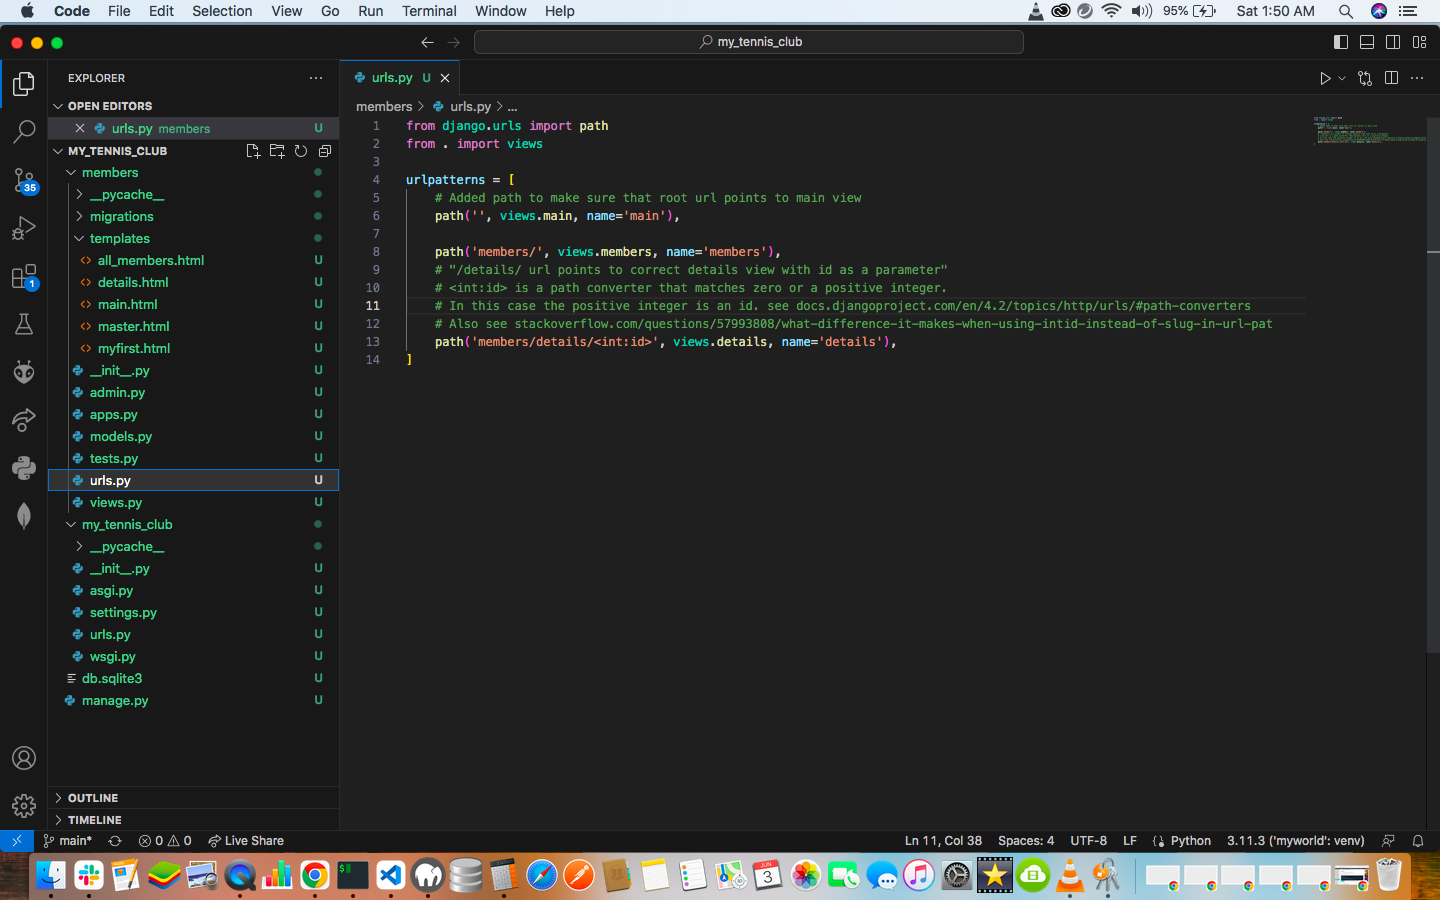 Code File Edit Selection View Go Run Terminal Window Help 95% Sat 1:50 AM
my_tennis_club
EXPLORER
OPEN EDITORS
urls.py members U
MY_TENNIS_CLUB
members
__pycache__
migrations
templates
all_members.html U
details.html U
main.html U
master.html U
myfirst.html U
__init__.py U
admin.py U
apps.py U
models.py U
tests.py U
urls.py U
views.py U
my_tennis_club
__pycache__
__init__.py U
asgi.py U
settings.py U
urls.py U
wsgi.py U
db.sqlite3 U
manage.py U
OUTLINE
TIMELINE
35
1
urls.py U
members > urls.py > ...
1 from django.urls import path
2 from . import views
3
4 urlpatterns = [
5 # Added path to make sure that root url points to main view
6 path('', views.main, name='main'),
7
8 path('members/', views.members, name='members'),
9 # "/details/ url points to correct details view with id as a parameter"
10 # <int:id> is a path converter that matches zero or a positive integer.
11 # In this case the positive integer is an id. see docs.djangoproject.com/en/4.2/topics/http/urls/#path-converters
12 # Also see stackoverflow.com/questions/57993808/what-difference-it-makes-when-using-intid-instead-of-slug-in-url-pat
13 path('members/details/<int:id>', views.details, name='details'),
14 ]
main* 0 0 Live Share Ln 11, Col 38 Spaces: 4 UTF-8 LF Python 3.11.3 ('myworld': venv)
JUN
3